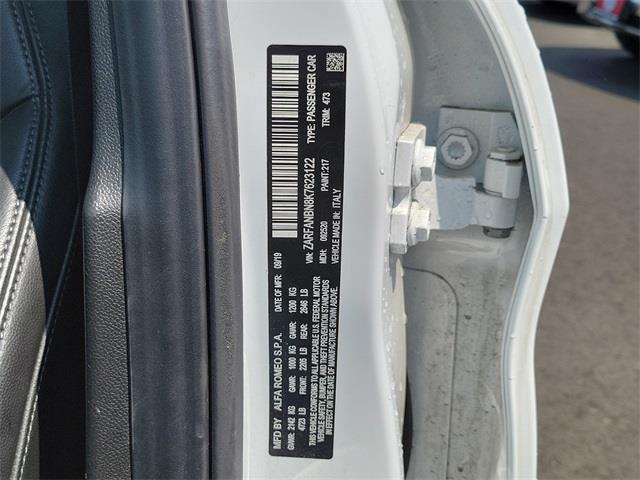 MFD BY ALFA ROMEO S.P.A. DATE OF MFR: 09/19
GVWR: 2142 KG GAWR: 1000 KG GAWR: 1200 KG
4723 LB FRONT: 2205 LB REAR: 2646 LB
THIS VEHICLE CONFORMS TO ALL APPLICABLE U.S. FEDERAL MOTOR
VEHICLE SAFETY, BUMPER, AND THEFT PREVENTION STANDARDS
IN EFFECT ON THE DATE OF MANUFACTURE SHOWN ABOVE.
VIN: ZARFANBN8K7623122 TYPE: PASSENGER CAR
MDH: 092520 PAINT: 217 TRIM: 473
VEHICLE MADE IN: ITALY